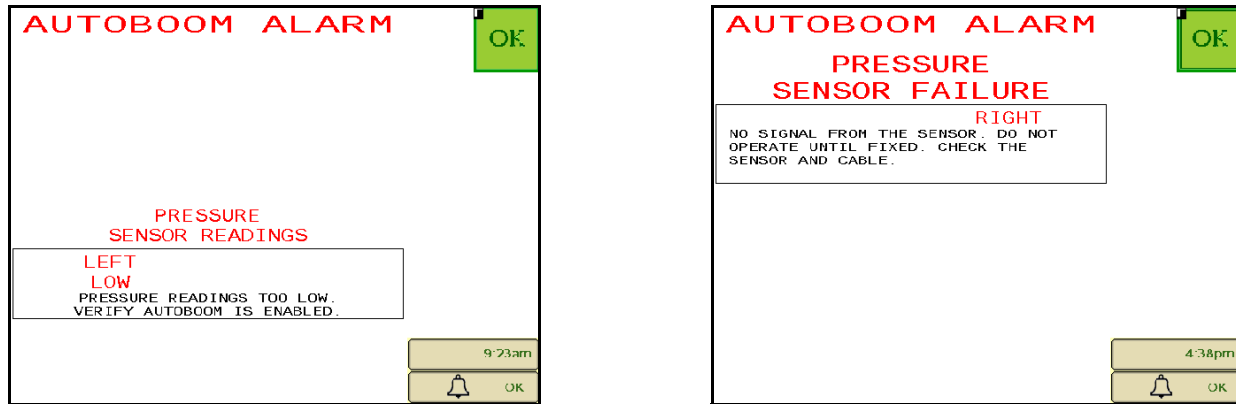 AUTOBOOM ALARM
OK
PRESSURE
SENSOR READINGS
LEFT
LOW
PRESSURE READINGS TOO LOW.
VERIFY AUTOBOOM IS ENABLED.
9:23am
OK
AUTOBOOM ALARM
OK
PRESSURE
SENSOR FAILURE
RIGHT
NO SIGNAL FROM THE SENSOR. DO NOT
OPERATE UNTIL FIXED. CHECK THE
SENSOR AND CABLE.
4:38pm
OK